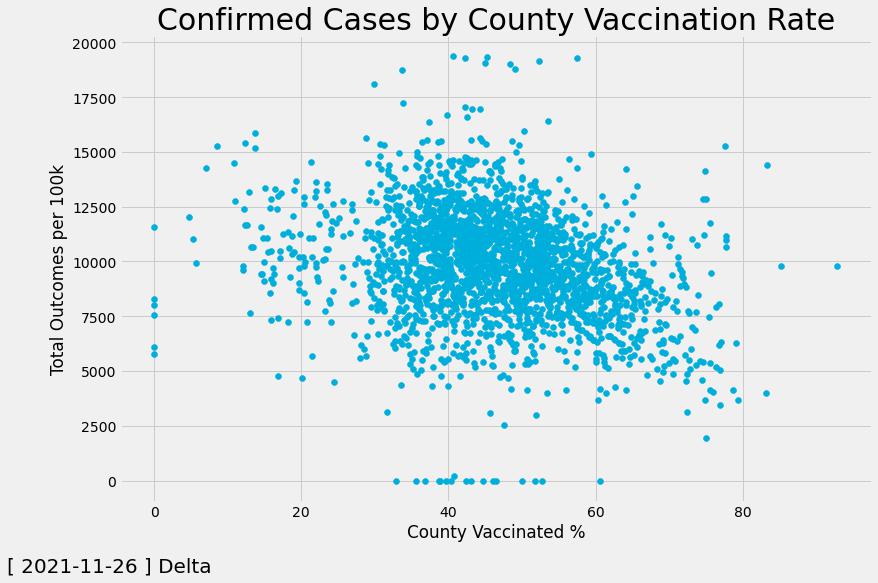 Confirmed Cases by County Vaccination Rate
Total Outcomes per 100k
20000
17500
15000
12500
10000
7500
5000
2500
0
0 20 40 60 80
County Vaccinated %
[ 2021-11-26 ] Delta